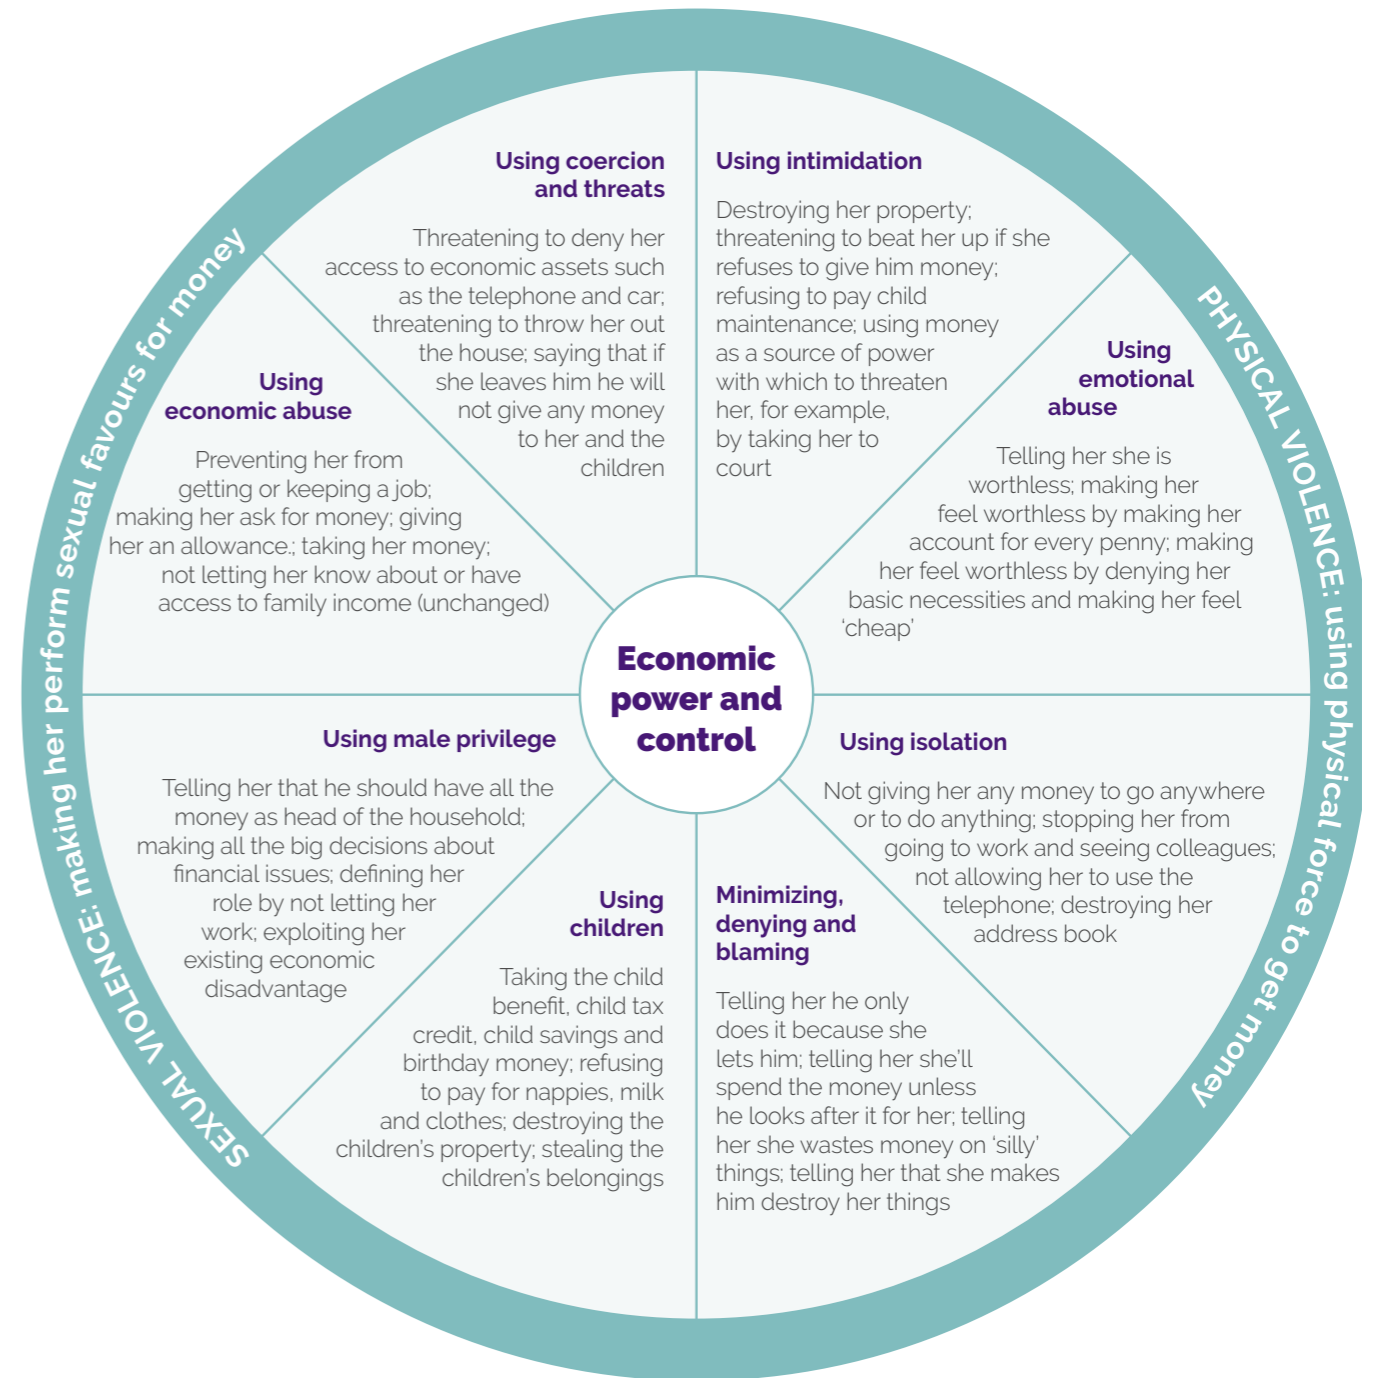 Using coercion
and threats
Threatening to deny her
access to economic assets such
as the telephone and car;
threatening to throw her out
the house; saying that if
she leaves him he will
not give any money
to her and the
children
Using intimidation
Destroying her property;
threatening to beat her up if she
refuses to give him money;
refusing to pay child
maintenance; using money
as a source of power
with which to threaten
her, for example,
by taking her to
court
Using
emotional
abuse
Telling her she is
worthless; making her
feel worthless by making her
account for every penny; making
her feel worthless by denying her
basic necessities and making her feel
‘cheap’
Using isolation
Not giving her any money to go anywhere
or to do anything; stopping her from
going to work and seeing colleagues;
not allowing her to use the
telephone; destroying her
address book
Minimizing,
denying and
blaming
Telling her he only
does it because she
lets him; telling her she’ll
spend the money unless
he looks after it for her; telling
her she wastes money on ‘silly’
things; telling her that she makes
him destroy her things
Using
children
Taking the child
benefit, child tax
credit, child savings and
birthday money; refusing
to pay for nappies, milk
and clothes; destroying the
children’s property; stealing the
children’s belongings
Using male privilege
Telling her that he should have all the
money as head of the household;
making all the big decisions about
financial issues; defining her
role by not letting her
work; exploiting her
existing economic
disadvantage
Using
economic abuse
Preventing her from
getting or keeping a job;
making her ask for money; giving
her an allowance.; taking her money;
not letting her know about or have
access to family income (unchanged)
Economic
power and
control
SEXUAL VIOLENCE: making her perform sexual favours for money
PHYSICAL VIOLENCE: using physical force to get money